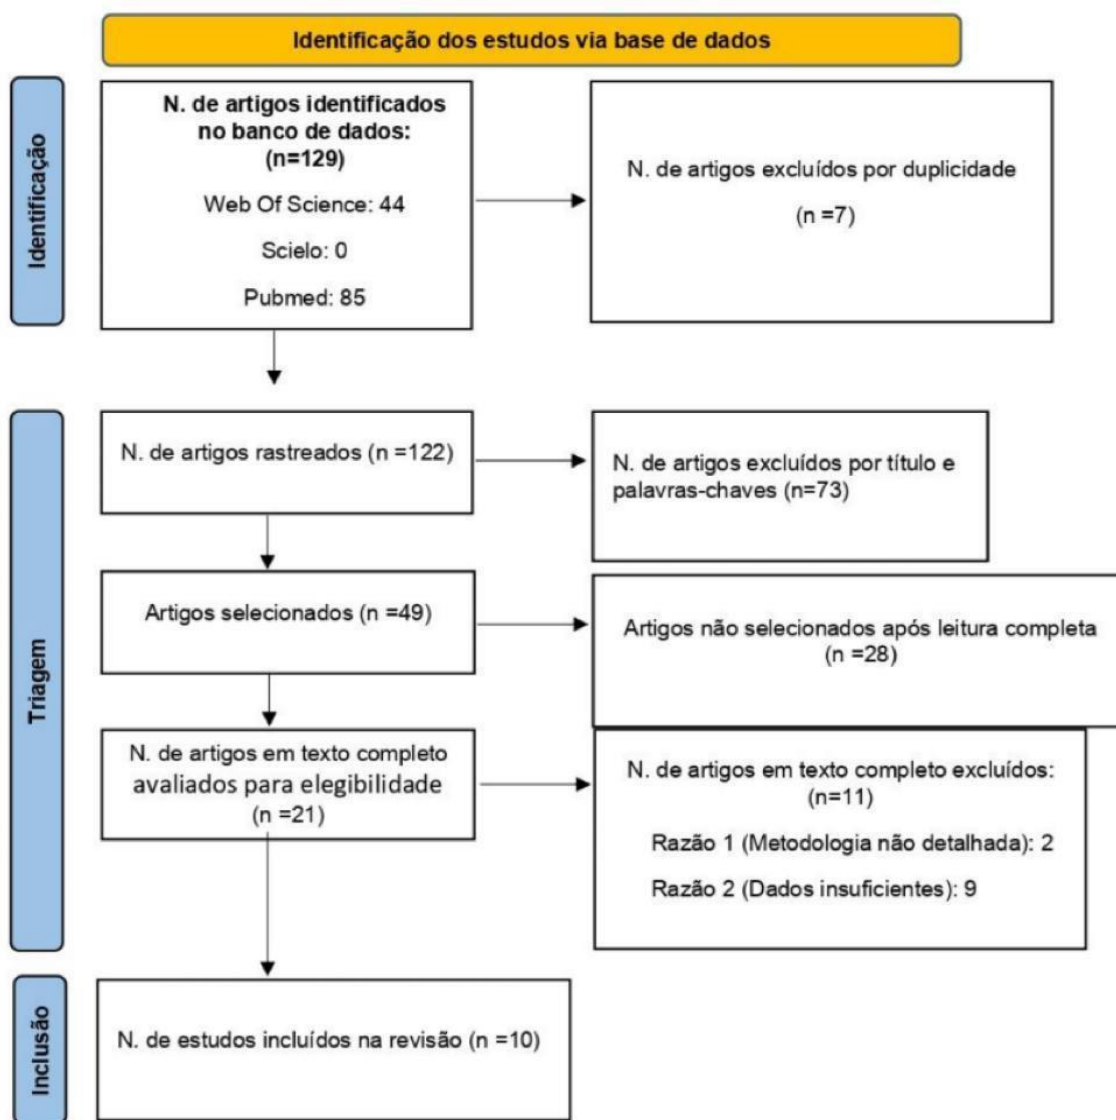 Identificação dos estudos via base de dados
Identificação
N. de artigos identificados
no banco de dados:
(n=129)
Web Of Science: 44
Scielo: 0
Pubmed: 85
N. de artigos excluídos por duplicidade
(n =7)
Triagem
N. de artigos rastreados (n =122)
N. de artigos excluídos por título e
palavras-chaves (n=73)
Artigos selecionados (n =49)
Artigos não selecionados após leitura completa
(n =28)
N. de artigos em texto completo
avaliados para elegibilidade
(n =21)
N. de artigos em texto completo excluídos:
(n=11)
Razão 1 (Metodologia não detalhada): 2
Razão 2 (Dados insuficientes): 9
Inclusão
N. de estudos incluídos na revisão (n =10)